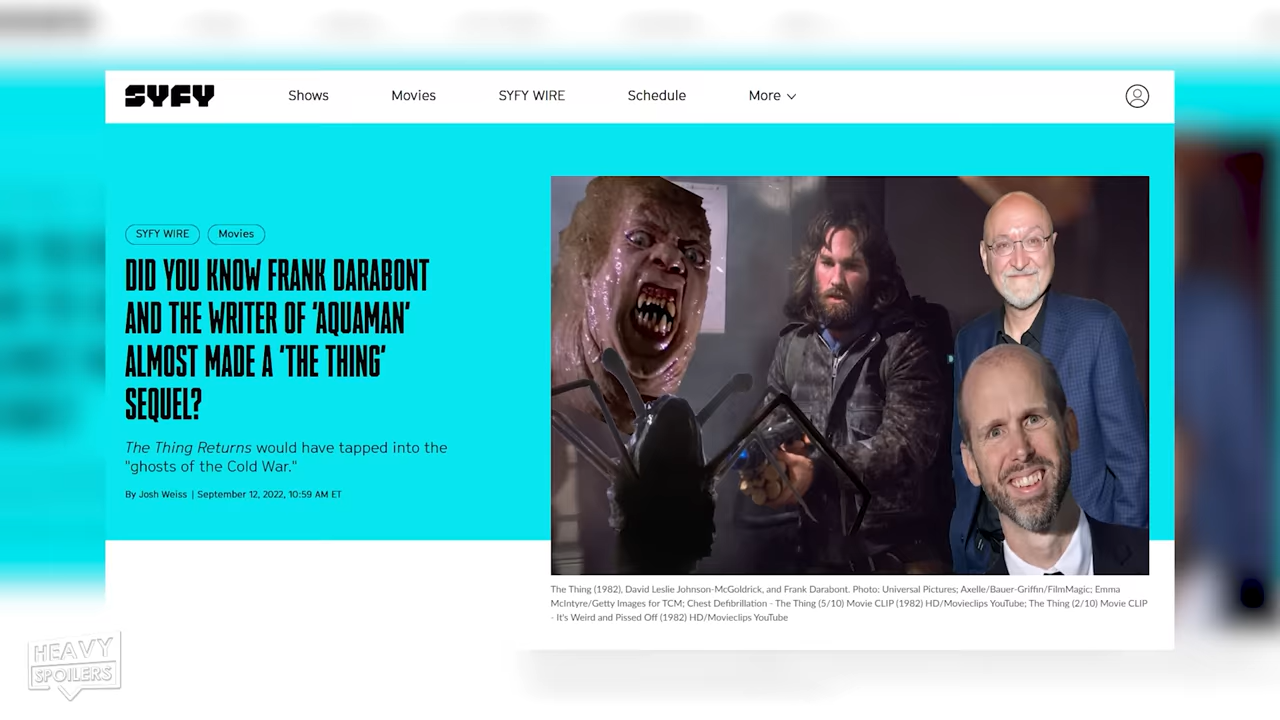 SYFY
Shows
Movies
SYFY WIRE
Schedule
More
SYFY WIRE
Movies
DID YOU KNOW FRANK DARABONT
AND THE WRITER OF ‘AQUAMAN’
ALMOST MADE A ‘THE THING’
SEQUEL?
The Thing Returns would have tapped into the
"ghosts of the Cold War."
By Josh Weiss | September 12, 2022, 10:59 AM ET
The Thing (1982), David Leslie Johnson-McGoldrick, and Frank Darabont. Photo: Universal Pictures; Axelle/Bauer-Griffin/FilmMagic; Emma
McIntyre/Getty Images for TCM; Chest Defibrillation - The Thing (5/10) Movie CLIP (1982) HD/Movieclips YouTube; The Thing (2/10) Movie CLIP
- It's Weird and Pissed Off (1982) HD/Movieclips YouTube
HEAVY
SPOILERS